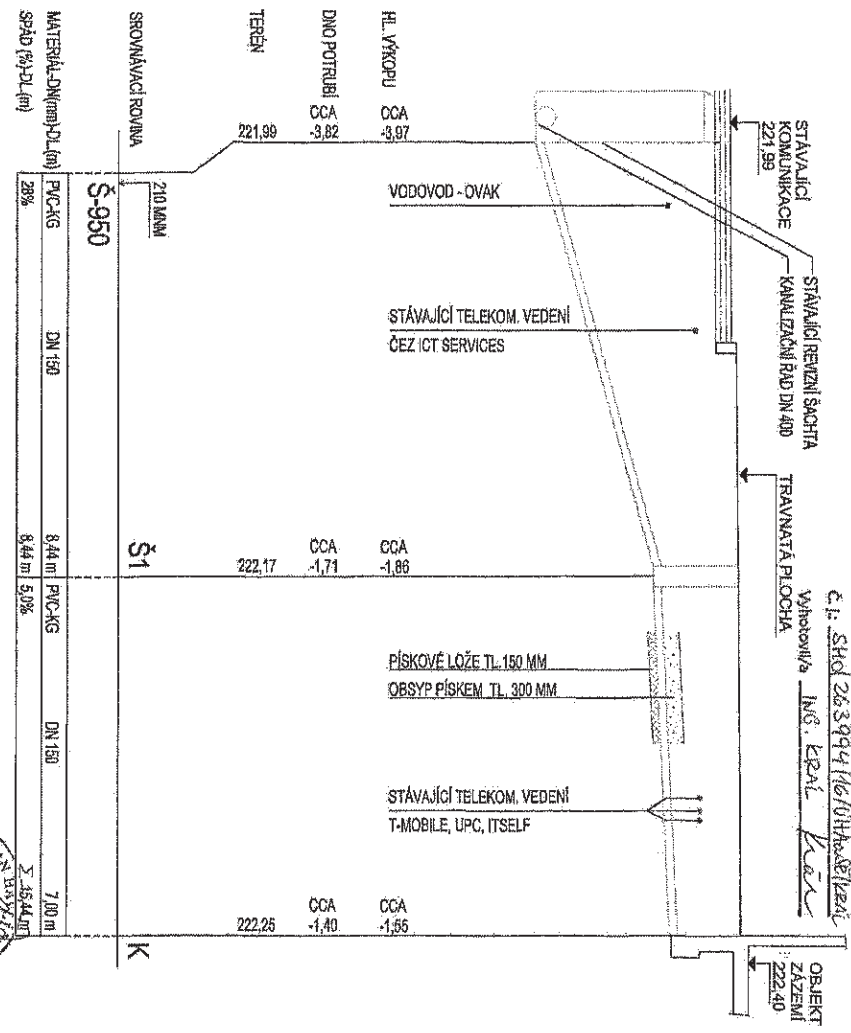 Č.j.: SHO/
Vyhotovil/a ING. KRAL
STÁVAJÍCÍ
KOMUNIKACE
221,99
STÁVAJÍCÍ REVIZNÍ ŠACHTA
KANALIZAČNÍ ŘAD DN 400
TRAVNATÁ PLOCHA
OBJEKT
ZÁZEMÍ
222,40
VODOVOD - OVAK
STÁVAJÍCÍ TELEKOM. VEDENÍ
ČEZ ICT SERVICES
PÍSKOVÉ LOŽE TL.150 MM
OBSYP PÍSKEM TL. 300 MM
STÁVAJÍCÍ TELEKOM. VEDENÍ
T-MOBILE, UPC, ITSELF
HL. VÝKOPU CCA -3,97 CCA -1,86 CCA -1,55
DNO POTRUBÍ CCA -3,82 CCA -1,71 CCA -1,40
TERÉN 221,99 222,17 222,25
210 MNM
SROVNÁVACÍ ROVINA
Š-950 Š1 K
MATERIÁL-DN(mm)-DL.(m) PVC-KG DN 150 8,44 m PVC-KG DN 150 7,00 m
SPÁD (%)-DL.(m) 28% 8,44 m 5,0% Σ 15,44 m